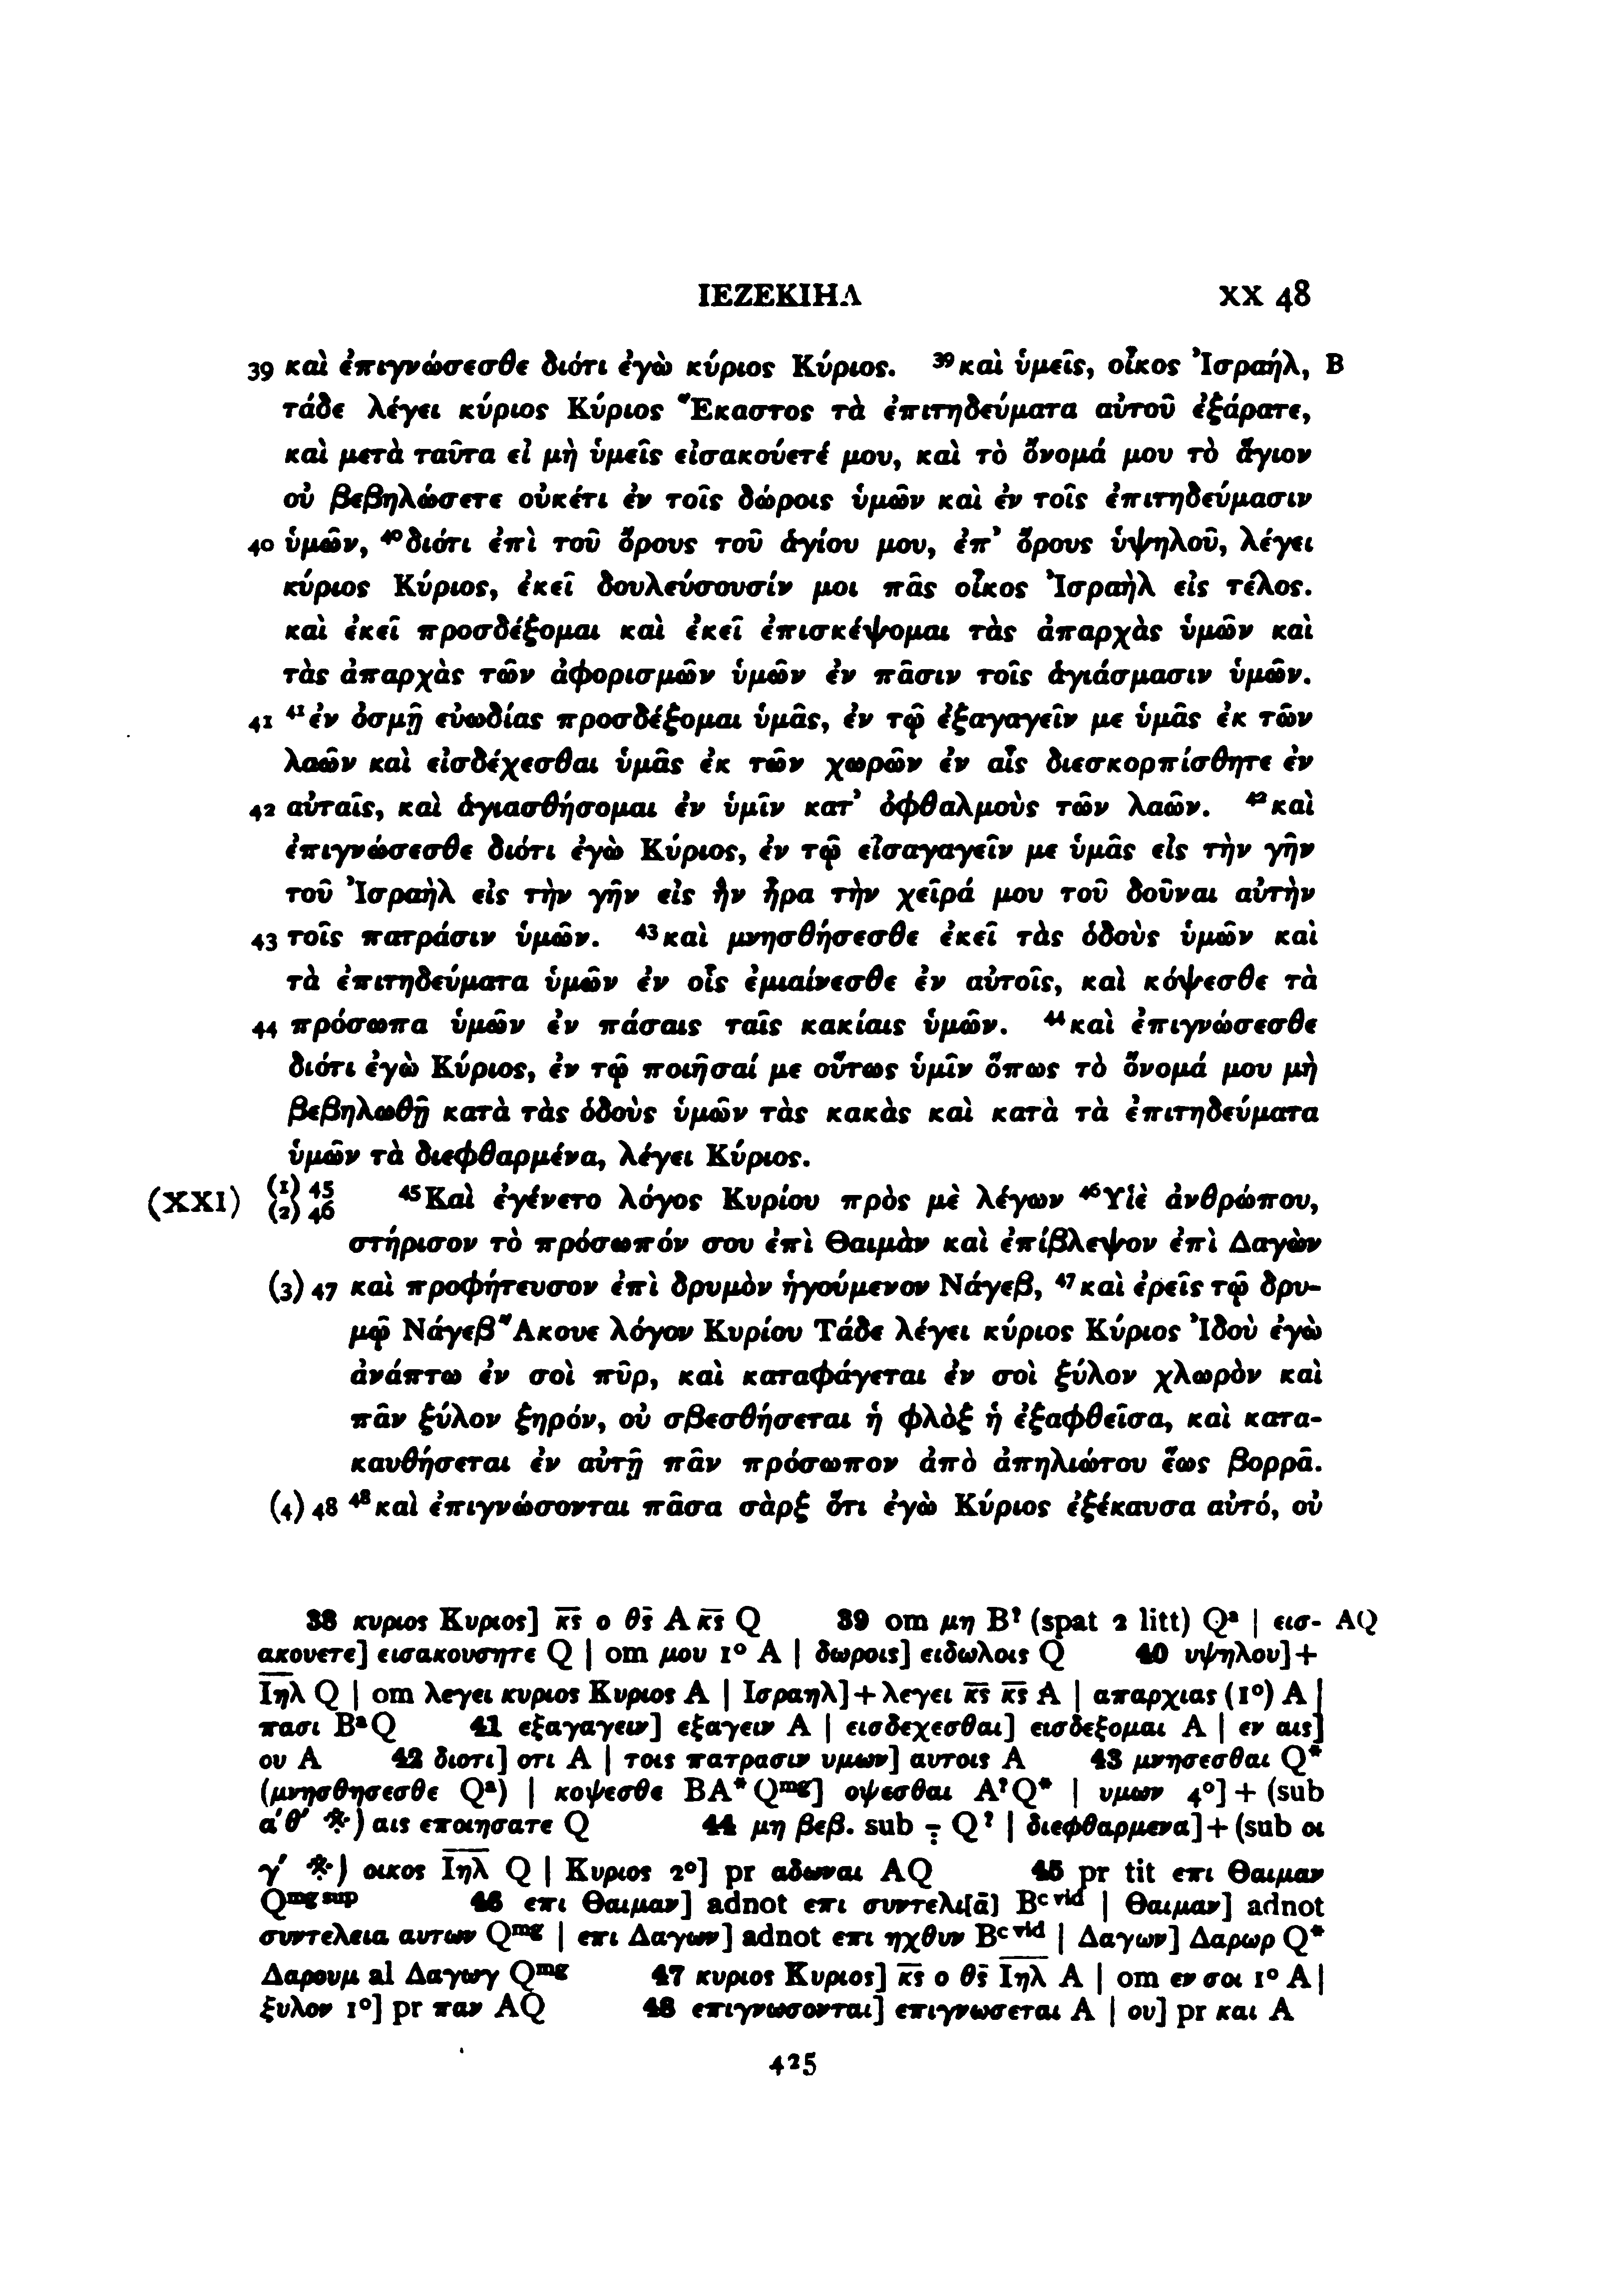 ΙΕΖΕΚΙΗΛ XX 48
39 καὶ ἐπιγνώσεσθε διότι ἐγὼ κύριος Κύριος. ³⁹καὶ ὑμεῖς, οἶκος Ἰσραήλ, B
τάδε λέγει κύριος Κύριος Ἕκαστος τὰ ἐπιτηδεύματα αὐτοῦ ἐξάρατε,
καὶ μετὰ ταῦτα εἰ μὴ ὑμεῖς εἰσακούετέ μου, καὶ τὸ ὄνομά μου τὸ ἅγιον
οὐ βεβηλώσετε οὐκέτι ἐν τοῖς δώροις ὑμῶν καὶ ἐν τοῖς ἐπιτηδεύμασιν
40 ὑμῶν, ⁴⁰διότι ἐπὶ τοῦ ὄρους τοῦ ἁγίου μου, ἐπ’ ὄρους ὑψηλοῦ, λέγει
κύριος Κύριος, ἐκεῖ δουλεύσουσίν μοι πᾶς οἶκος Ἰσραὴλ εἰς τέλος.
καὶ ἐκεῖ προσδέξομαι καὶ ἐκεῖ ἐπισκέψομαι τὰς ἀπαρχὰς ὑμῶν καὶ
τὰς ἀπαρχὰς τῶν ἀφορισμῶν ὑμῶν ἐν πᾶσιν τοῖς ἁγιάσμασιν ὑμῶν.
41 ⁴¹ἐν ὀσμῇ εὐωδίας προσδέξομαι ὑμᾶς, ἐν τῷ ἐξαγαγεῖν με ὑμᾶς ἐκ τῶν
λαῶν καὶ εἰσδέχεσθαι ὑμᾶς ἐκ τῶν χωρῶν ἐν αἷς διεσκορπίσθητε ἐν
42 αὐταῖς, καὶ ἁγιασθήσομαι ἐν ὑμῖν κατ’ ὀφθαλμοὺς τῶν λαῶν. ⁴²καὶ
ἐπιγνώσεσθε διότι ἐγὼ Κύριος, ἐν τῷ εἰσαγαγεῖν με ὑμᾶς εἰς τὴν γῆν
τοῦ Ἰσραὴλ εἰς τὴν γῆν εἰς ἣν ἦρα τὴν χεῖρά μου τοῦ δοῦναι αὐτὴν
43 τοῖς πατράσιν ὑμῶν. ⁴³καὶ μνησθήσεσθε ἐκεῖ τὰς ὁδοὺς ὑμῶν καὶ
τὰ ἐπιτηδεύματα ὑμῶν ἐν οἷς ἐμιαίνεσθε ἐν αὐτοῖς, καὶ κόψεσθε τὰ
44 πρόσωπα ὑμῶν ἐν πάσαις ταῖς κακίαις ὑμῶν. ⁴⁴καὶ ἐπιγνώσεσθε
διότι ἐγὼ Κύριος, ἐν τῷ ποιῆσαί με οὕτως ὑμῖν ὅπως τὸ ὄνομά μου μὴ
βεβηλωθῇ κατὰ τὰς ὁδοὺς ὑμῶν τὰς κακὰς καὶ κατὰ τὰ ἐπιτηδεύματα
ὑμῶν τὰ διεφθαρμένα, λέγει Κύριος.
(XXI) (1) 45 (2) 46 ⁴⁵Καὶ ἐγένετο λόγος Κυρίου πρὸς μὲ λέγων ⁴⁶Υἱὲ ἀνθρώπου,
στήρισον τὸ πρόσωπόν σου ἐπὶ Θαιμὰν καὶ ἐπίβλεψον ἐπὶ Δαγὼν
(3) 47 καὶ προφήτευσον ἐπὶ δρυμὸν ἡγούμενον Νάγεβ, ⁴⁷καὶ ἐρεῖς τῷ δρυ-
μῷ Νάγεβ Ἄκουε λόγον Κυρίου Τάδε λέγει κύριος Κύριος Ἰδοὺ ἐγὼ
ἀνάπτω ἐν σοὶ πῦρ, καὶ καταφάγεται ἐν σοὶ ξύλον χλωρὸν καὶ
πᾶν ξύλον ξηρόν, οὐ σβεσθήσεται ἡ φλὸξ ἡ ἐξαφθεῖσα, καὶ κατα-
καυθήσεται ἐν αὐτῇ πᾶν πρόσωπον ἀπὸ ἀπηλιώτου ἕως βορρᾶ.
(4) 48 ⁴⁸καὶ ἐπιγνώσονται πᾶσα σὰρξ ὅτι ἐγὼ Κύριος ἐξέκαυσα αὐτό, οὐ
38 κυριος Κυριος] κ̅ς̅ ο θ̅ς̅ A κ̅ς̅ Q 39 om μη Bˀ (spat 2 litt) Qᵃ | εισ- AQ
ακουετε] εισακουσητε Q | om μου 1° A | δωροις] ειδωλοις Q 40 υψηλου]+
Ι̅η̅λ̅ Q | om λεγει κυριος Κυριος A | Ισραηλ]+λεγει κ̅ς̅ κ̅ς̅ A | απαρχιας (1°) A |
πασι BᵃQ 41 εξαγαγειν] εξαγειν A | εισδεχεσθαι] εισδεξομαι A | εν αις]
ου A 42 διοτι] οτι A | τοις πατρασιν υμων] αυτοις A 43 μνησεσθαι Q*
(μνησθησεσθε Qᵃ) | κοψεσθε BA*Qᵐᵍ] οψεσθαι AˀQ* | υμων 4°]+ (sub
α′θ′ ※) αις εποιησατε Q 44 μη βεβ. sub ÷ Qˀ | διεφθαρμενα]+(sub οι
γ′ ※) οικος Ι̅η̅λ̅ Q | Κυριος 2°] pr αδωναι AQ 45 pr tit επι Θαιμαν
Qᵐᵍ ˢᵘᵖ 46 επι Θαιμαν] adnot επι συντελι[ā] Bᶜ ᵛⁱᵈ | Θαιμαν] adnot
συντελεια αυτων Qᵐᵍ | επι Δαγων] adnot επι ηχθυν Bᶜ ᵛⁱᵈ | Δαγων] Δαρωρ Q*
Δαρουμ al Δαγωγ Qᵐᵍ 47 κυριος Κυριος] κ̅ς̅ ο θ̅ς̅ Ι̅η̅λ̅ A | om εν σοι 1° A |
ξυλον 1°] pr παν AQ 48 επιγνωσονται] επιγνωσεται A | ου] pr και A
425